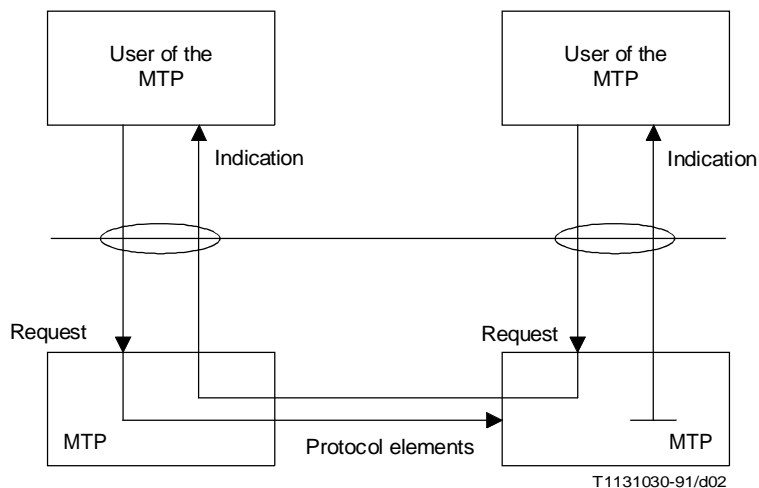 User of the
MTP
User of the
MTP
Indication
Indication
Request
Request
MTP
Protocol elements
MTP
T1131030-91/d02